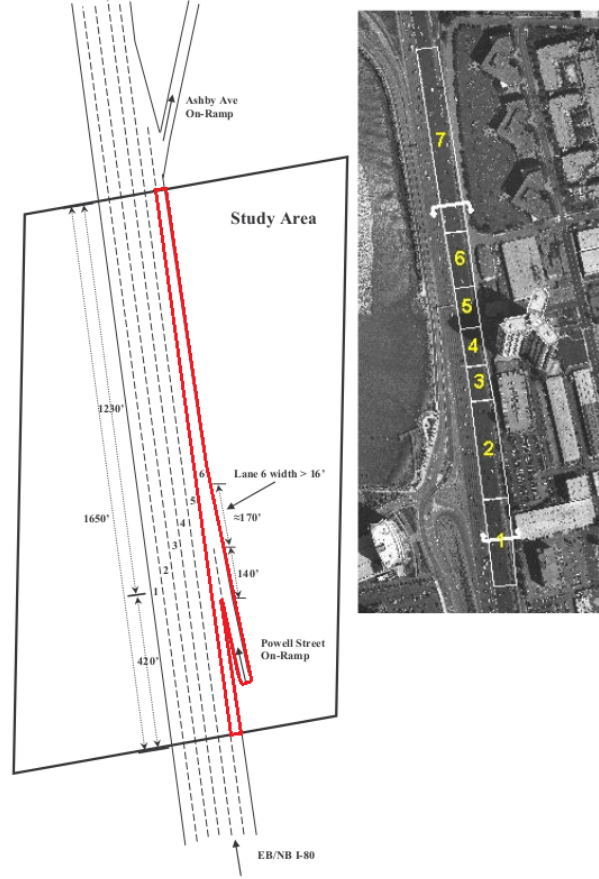 Ashby Ave
On-Ramp
Study Area
1230'
1650'
Lane 6 width > 16'
6
5
≈170'
4
3
2
140'
1
420'
Powell Street
On-Ramp
EB/NB I-80
7
6
5
4
3
2
1